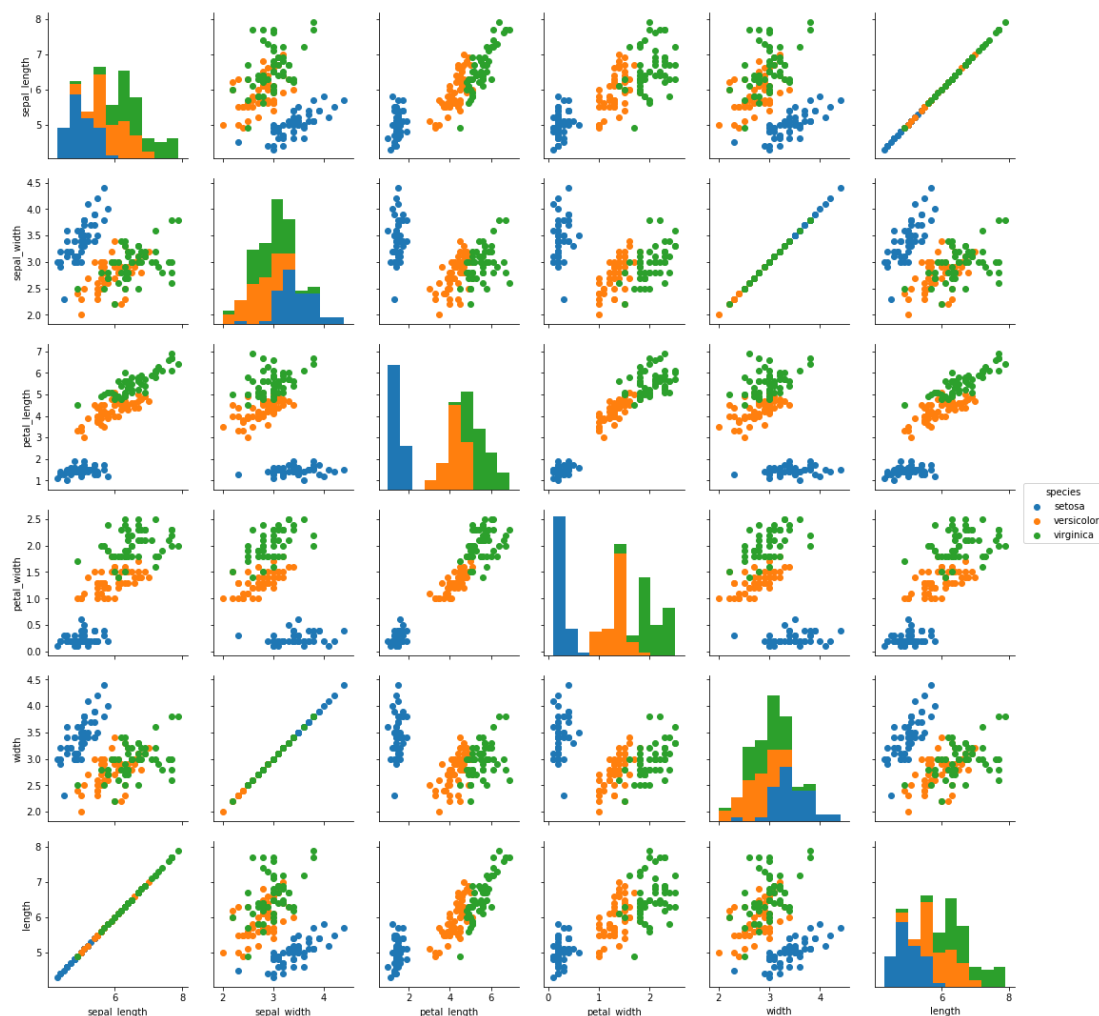 8
7
6
5
sepal_length
4.5
4.0
3.5
3.0
2.5
2.0
sepal_width
7
6
5
4
3
2
1
petal_length
species
setosa
versicolor
virginica
2.5
2.0
1.5
1.0
0.5
0.0
petal_width
4.5
4.0
3.5
3.0
2.5
2.0
width
8
7
6
5
length
6 8
sepal_length
2 3 4
sepal_width
2 4 6
petal_length
0 1 2
petal_width
2 3 4
width
6 8
length